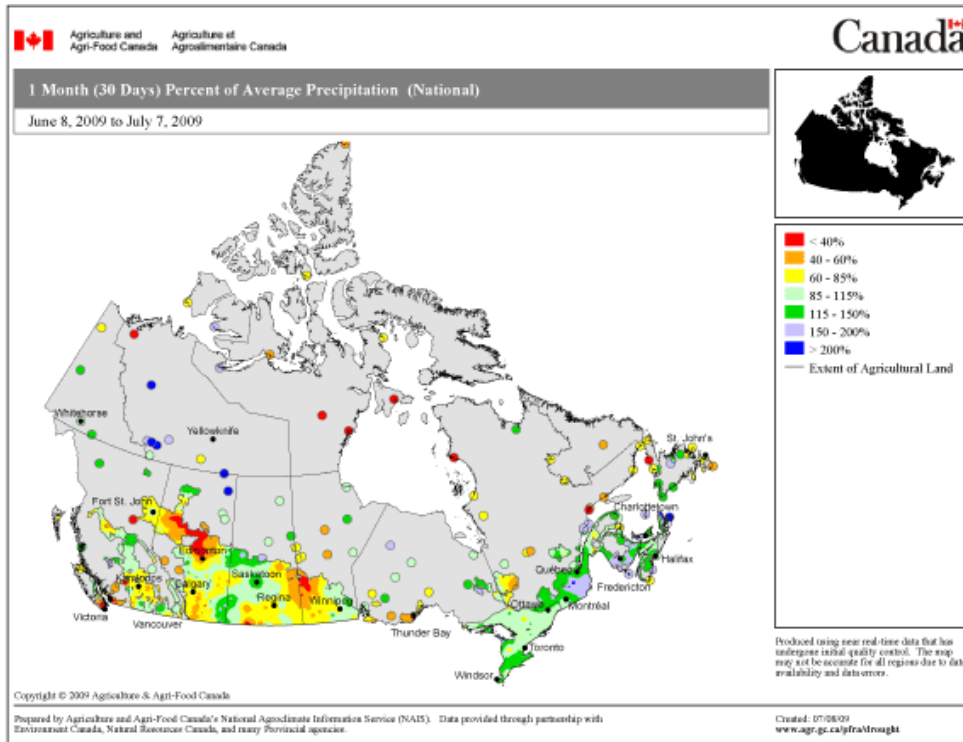 Agriculture and Agriculture et
Agri-Food Canada Agroalimentaire Canada
Canada
1 Month (30 Days) Percent of Average Precipitation (National)
June 8, 2009 to July 7, 2009
< 40%
40 - 60%
60 - 85%
85 - 115%
115 - 150%
150 - 200%
> 200%
Extent of Agricultural Land
Whitehorse
Yellowknife
St. John's
Fort St. John
Charlottetown
Edmonton
Québec
Halifax
Kamloops
Saskatoon
Calgary
Fredericton
Regina
Winnipeg
Ottawa
Montréal
Victoria
Vancouver
Thunder Bay
Toronto
Windsor
Produced using near real-time data that has
undergone initial quality control. The map
may not be accurate for all regions due to data
availability and data errors.
Copyright © 2009 Agriculture & Agri-Food Canada
Prepared by Agriculture and Agri-Food Canada's National Agroclimate Information Service (NAIS). Data provided through partnership with
Environment Canada, Natural Resources Canada, and many Provincial agencies.
Created: 07/08/09
www.agr.gc.ca/pfra/drought